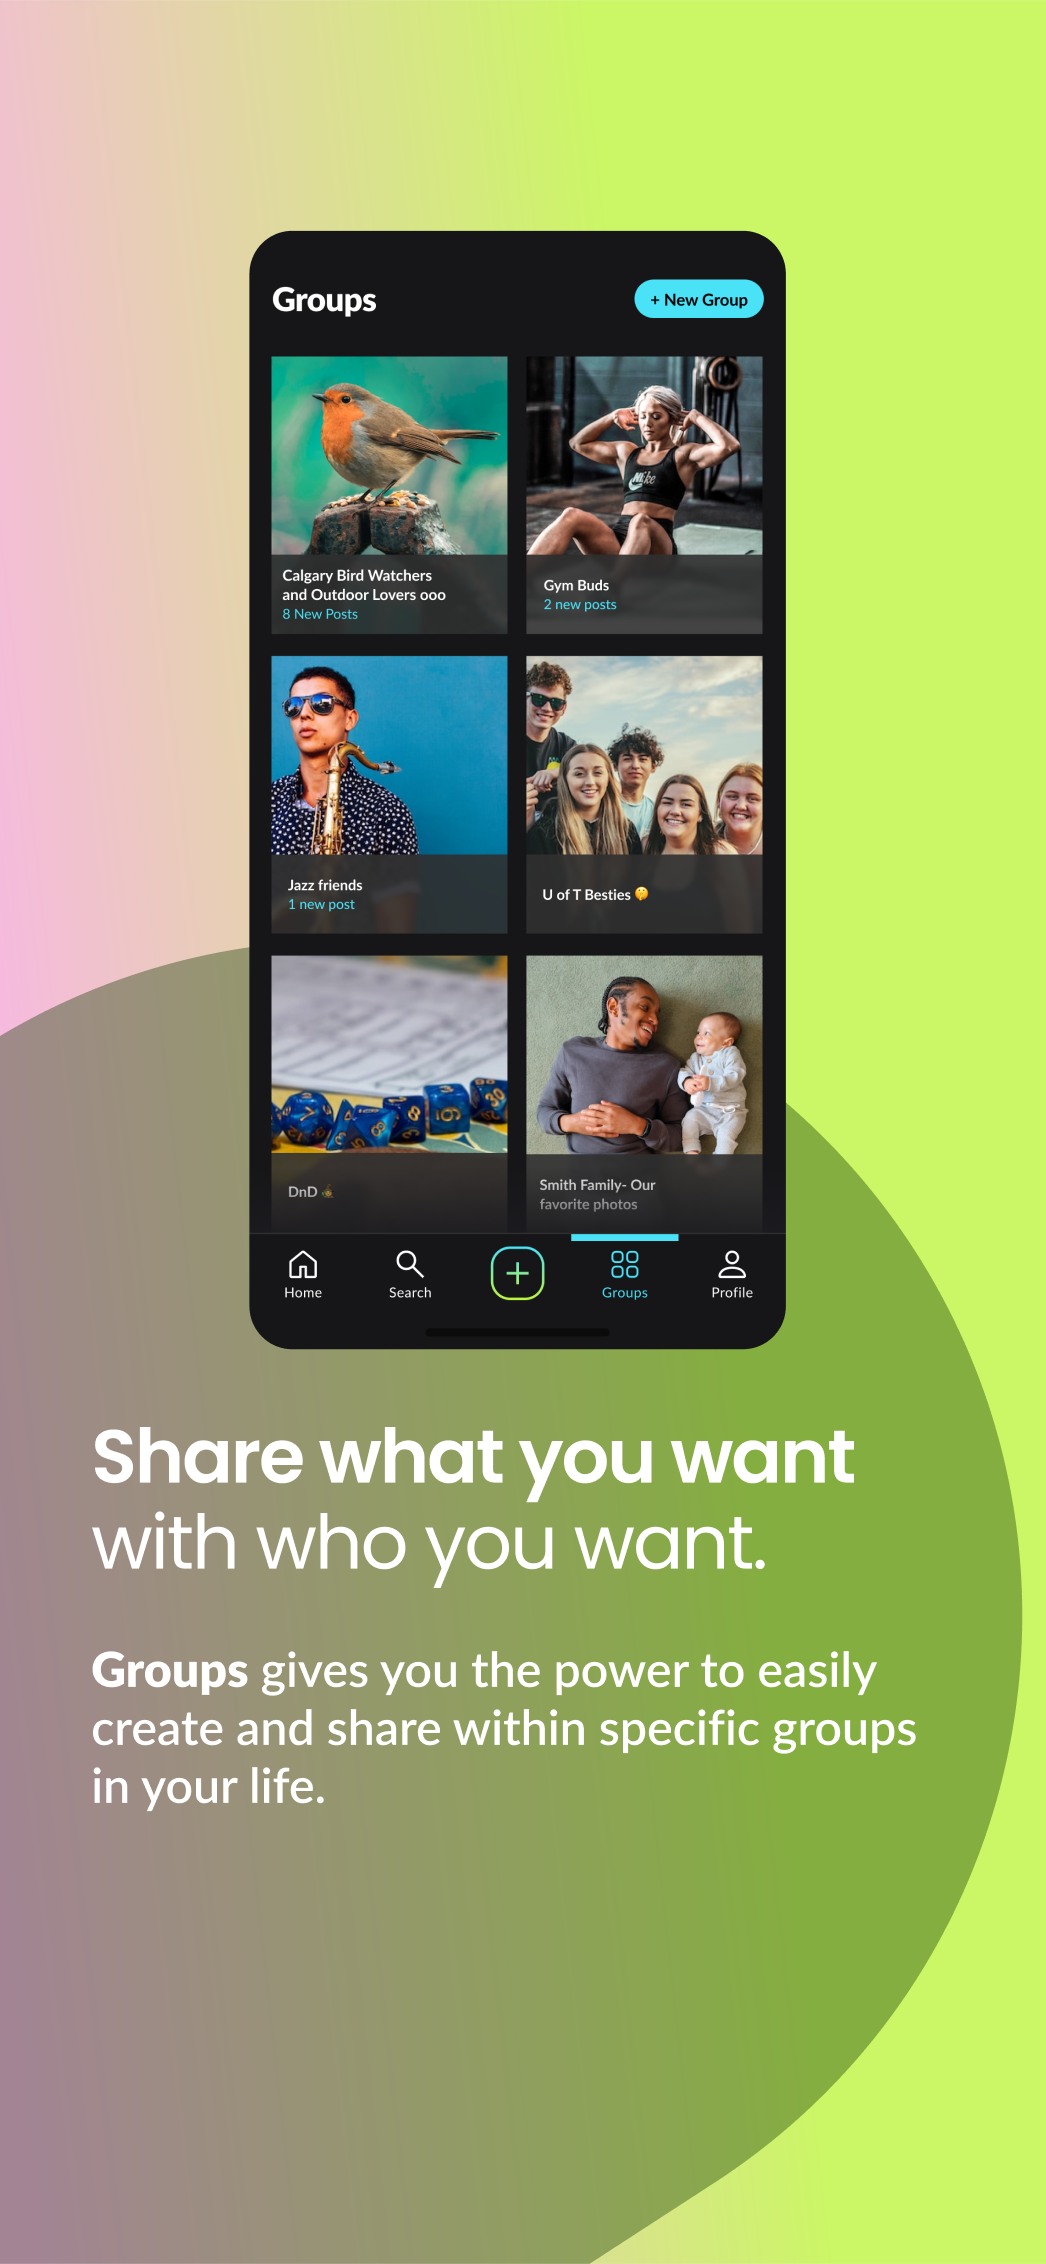 Groups
+ New Group
Nike
Calgary Bird Watchers
and Outdoor Lovers ooo
8 New Posts
Gym Buds
2 new posts
Jazz friends
1 new post
U of T Besties 🤫
DnD
Smith Family- Our
favorite photos
Home
Search
Groups
Profile
Share what you want
with who you want.
Groups gives you the power to easily
create and share within specific groups
in your life.